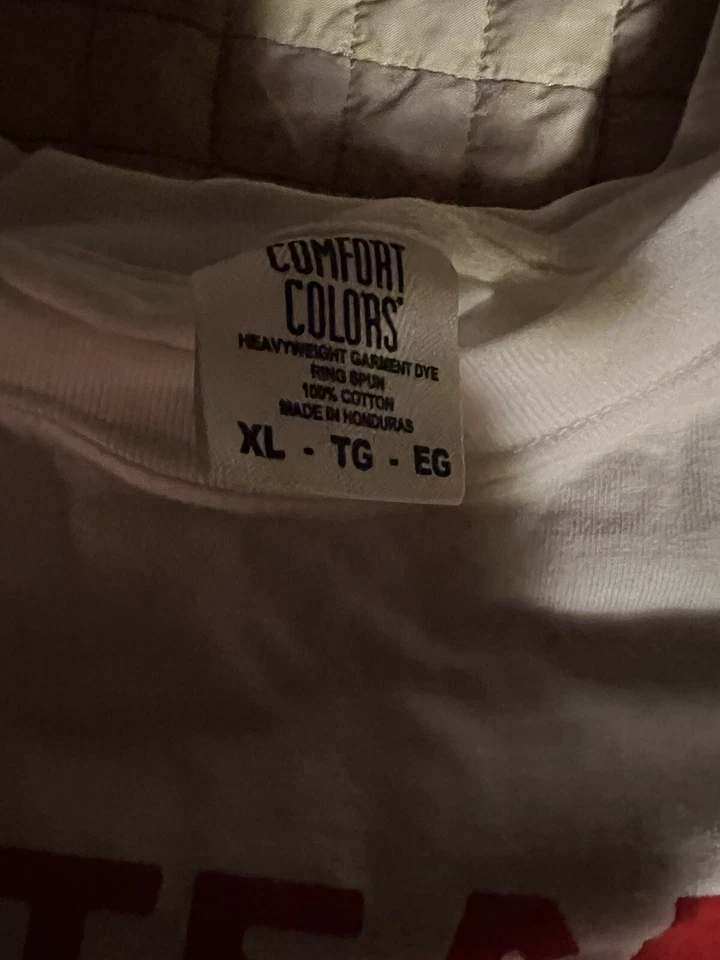 COMFORT
COLORS®
HEAVYWEIGHT GARMENT DYE
RING SPUN
100% COTTON
MADE IN HONDURAS
XL - TG - EG